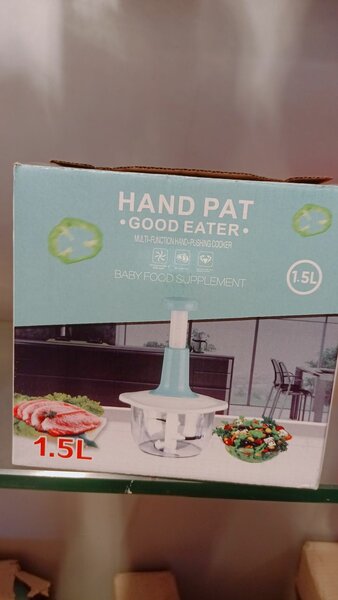 HAND PAT
•GOOD EATER•
MULTI-FUNCTION HAND-PUSHING COOKER
BABY FOOD SUPPLEMENT
1.5L
1.5L